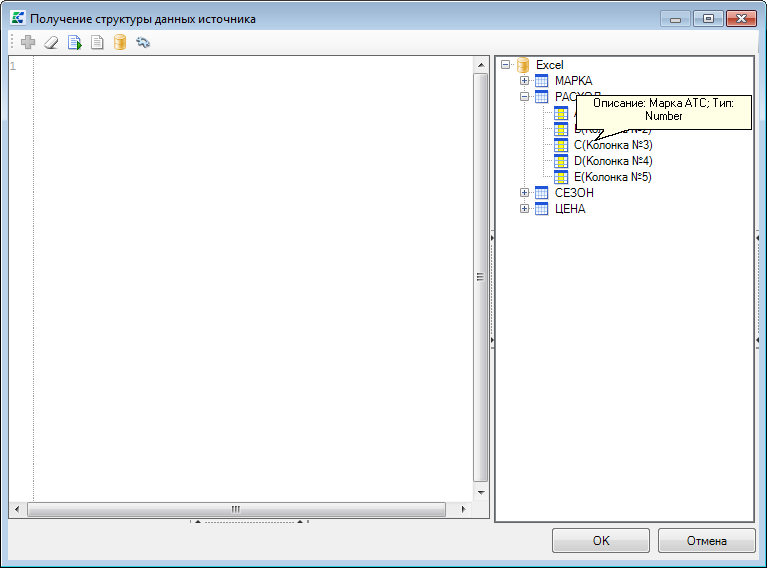 Получение структуры данных источника
1
Excel
МАРКА
РАСХОД
Описание: Марка АТС; Тип:
Number
C(Колонка №3)
D(Колонка №4)
E(Колонка №5)
СЕЗОН
ЦЕНА
OK
Отмена